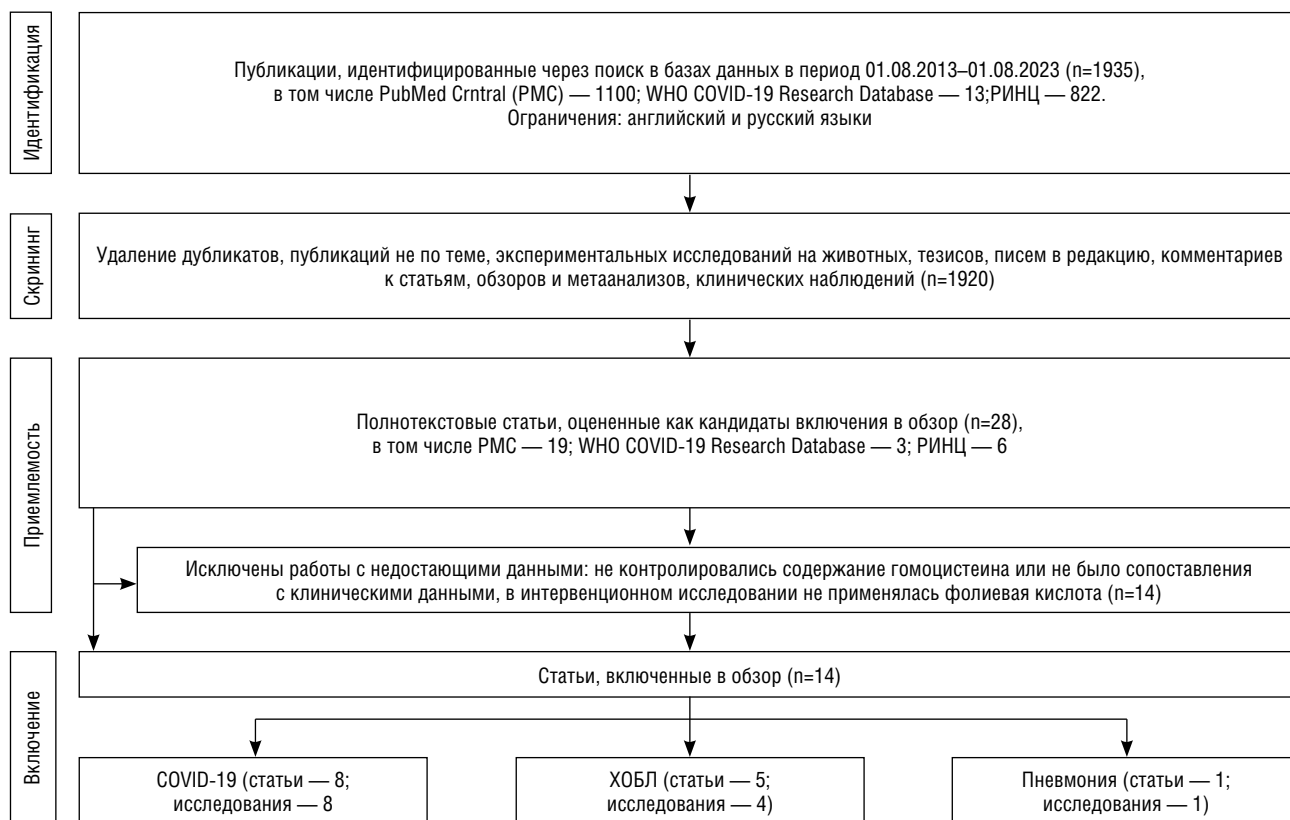 Идентификация
Публикации, идентифицированные через поиск в базах данных в период 01.08.2013–01.08.2023 (n=1935),
в том числе PubMed Crntral (PMC) — 1100; WHO COVID-19 Research Database — 13;РИНЦ — 822.
Ограничения: английский и русский языки
Скрининг
Удаление дубликатов, публикаций не по теме, экспериментальных исследований на животных, тезисов, писем в редакцию, комментариев
к статьям, обзоров и метаанализов, клинических наблюдений (n=1920)
Приемлемость
Полнотекстовые статьи, оцененные как кандидаты включения в обзор (n=28),
в том числе PMC — 19; WHO COVID-19 Research Database — 3; РИНЦ — 6
Исключены работы с недостающими данными: не контролировались содержание гомоцистеина или не было сопоставления
с клиническими данными, в интервенционном исследовании не применялась фолиевая кислота (n=14)
Включение
Статьи, включенные в обзор (n=14)
COVID-19 (статьи — 8;
исследования — 8
ХОБЛ (статьи — 5;
исследования — 4)
Пневмония (статьи — 1;
исследования — 1)